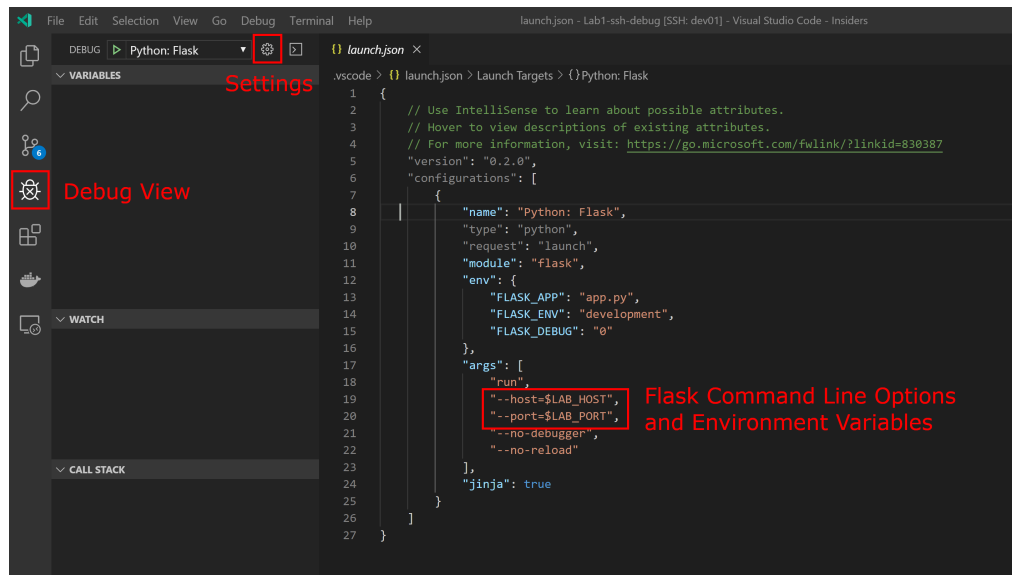 File Edit Selection View Go Debug Terminal Help
launch.json - Lab1-ssh-debug [SSH: dev01] - Visual Studio Code - Insiders
DEBUG Python: Flask
{} launch.json ×
VARIABLES
Settings
.vscode > {} launch.json > Launch Targets > {}Python: Flask
1 {
2 // Use IntelliSense to learn about possible attributes.
3 // Hover to view descriptions of existing attributes.
4 // For more information, visit: https://go.microsoft.com/fwlink/?linkid=830387
5 "version": "0.2.0",
6 "configurations": [
7 {
8 "name": "Python: Flask",
9 "type": "python",
10 "request": "launch",
11 "module": "flask",
12 "env": {
13 "FLASK_APP": "app.py",
14 "FLASK_ENV": "development",
15 "FLASK_DEBUG": "0"
16 },
17 "args": [
18 "run",
19 "--host=$LAB_HOST",
20 "--port=$LAB_PORT",
21 "--no-debugger",
22 "--no-reload"
23 ],
24 "jinja": true
25 }
26 ]
27 }
6
Debug View
WATCH
Flask Command Line Options
and Environment Variables
CALL STACK